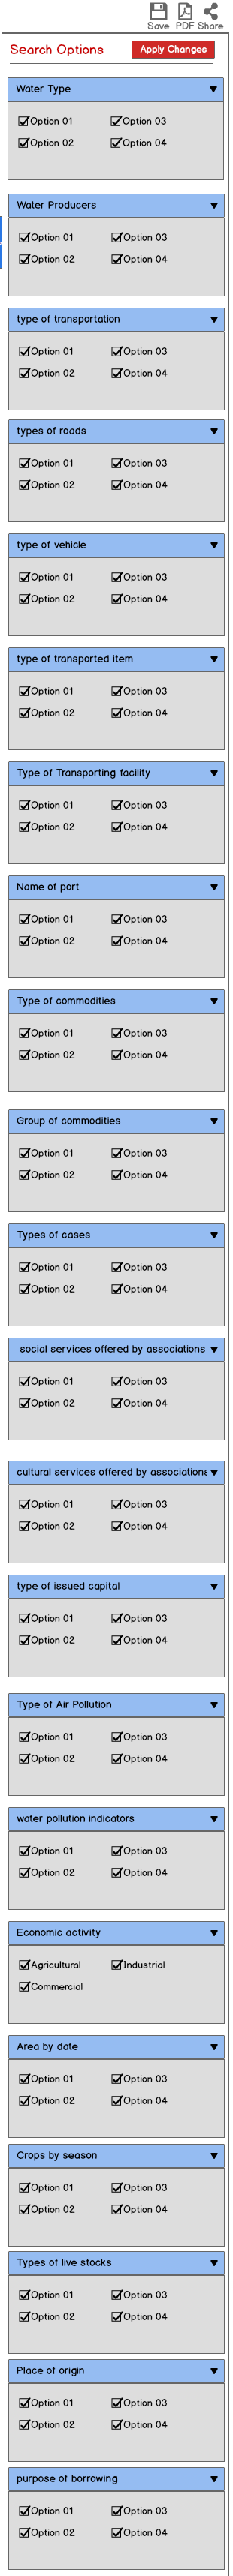 Save PDF Share
Search Options Apply Changes
Water Type
Option 01 Option 03
Option 02 Option 04
Water Producers
Option 01 Option 03
Option 02 Option 04
type of transportation
Option 01 Option 03
Option 02 Option 04
types of roads
Option 01 Option 03
Option 02 Option 04
type of vehicle
Option 01 Option 03
Option 02 Option 04
type of transported item
Option 01 Option 03
Option 02 Option 04
Type of Transporting facility
Option 01 Option 03
Option 02 Option 04
Name of port
Option 01 Option 03
Option 02 Option 04
Type of commodities
Option 01 Option 03
Option 02 Option 04
Group of commodities
Option 01 Option 03
Option 02 Option 04
Types of cases
Option 01 Option 03
Option 02 Option 04
social services offered by associations
Option 01 Option 03
Option 02 Option 04
cultural services offered by associations
Option 01 Option 03
Option 02 Option 04
type of issued capital
Option 01 Option 03
Option 02 Option 04
Type of Air Pollution
Option 01 Option 03
Option 02 Option 04
water pollution indicators
Option 01 Option 03
Option 02 Option 04
Economic activity
Agricultural Industrial
Commercial
Area by date
Option 01 Option 03
Option 02 Option 04
Crops by season
Option 01 Option 03
Option 02 Option 04
Types of live stocks
Option 01 Option 03
Option 02 Option 04
Place of origin
Option 01 Option 03
Option 02 Option 04
purpose of borrowing
Option 01 Option 03
Option 02 Option 04